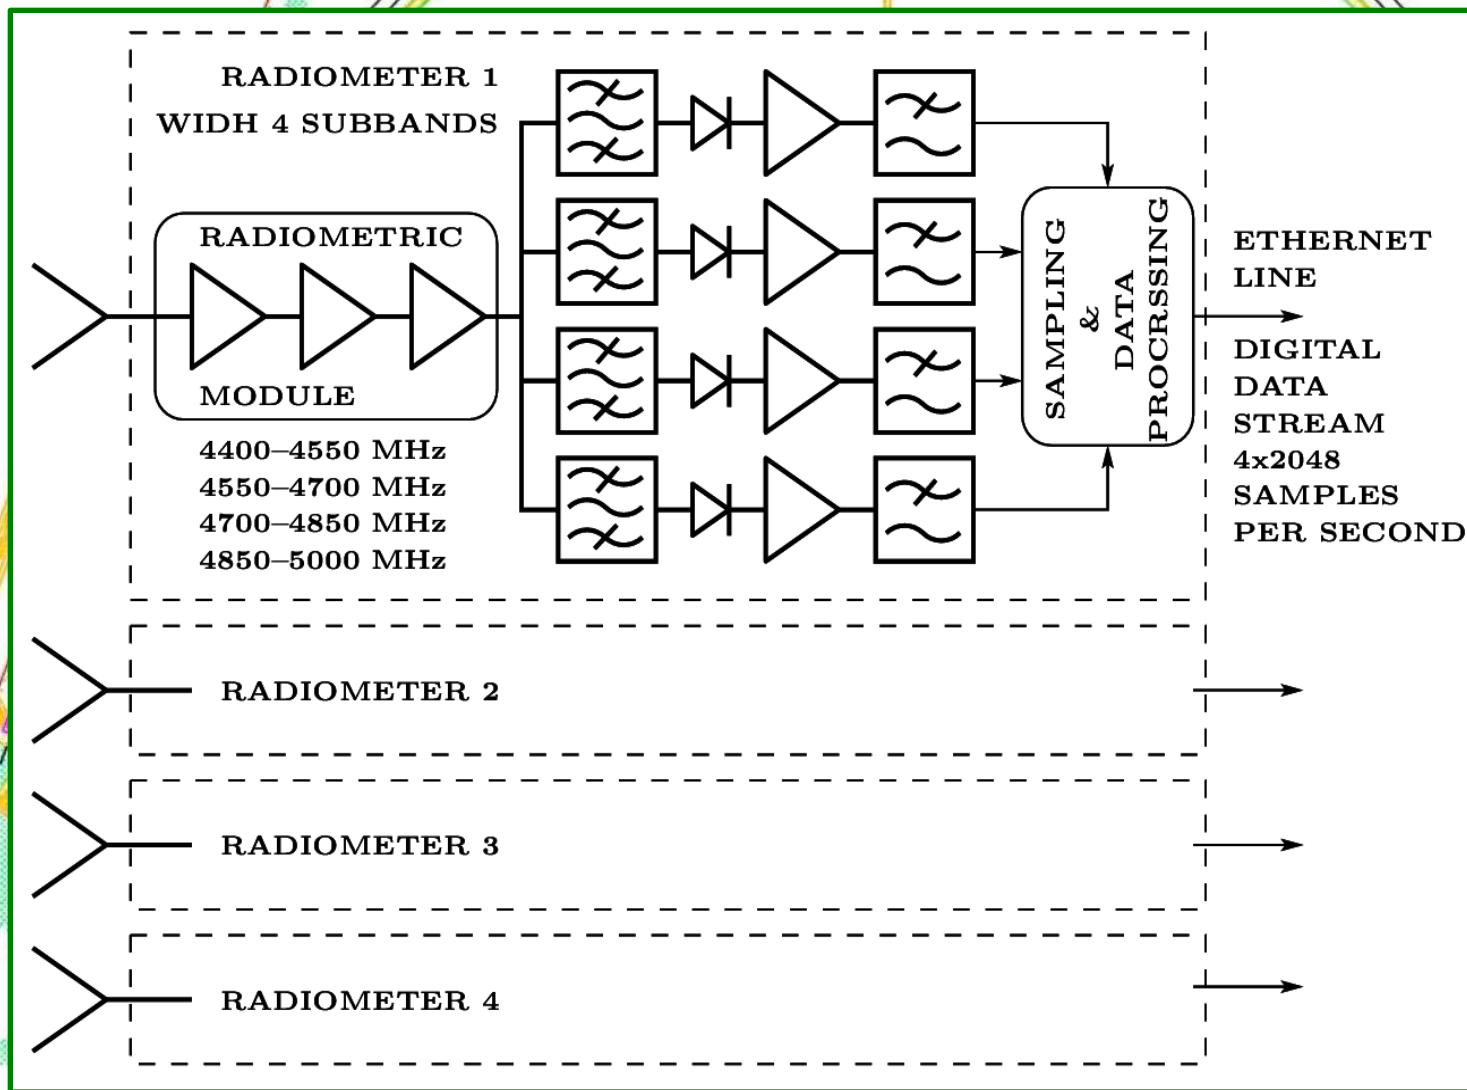 RADIOMETER 1
WIDH 4 SUBBANDS
RADIOMETRIC
MODULE
4400–4550 MHz
4550–4700 MHz
4700–4850 MHz
4850–5000 MHz
SAMPLING
&
DATA
PROCRSSING
ETHERNET
LINE
DIGITAL
DATA
STREAM
4x2048
SAMPLES
PER SECOND
RADIOMETER 2
RADIOMETER 3
RADIOMETER 4